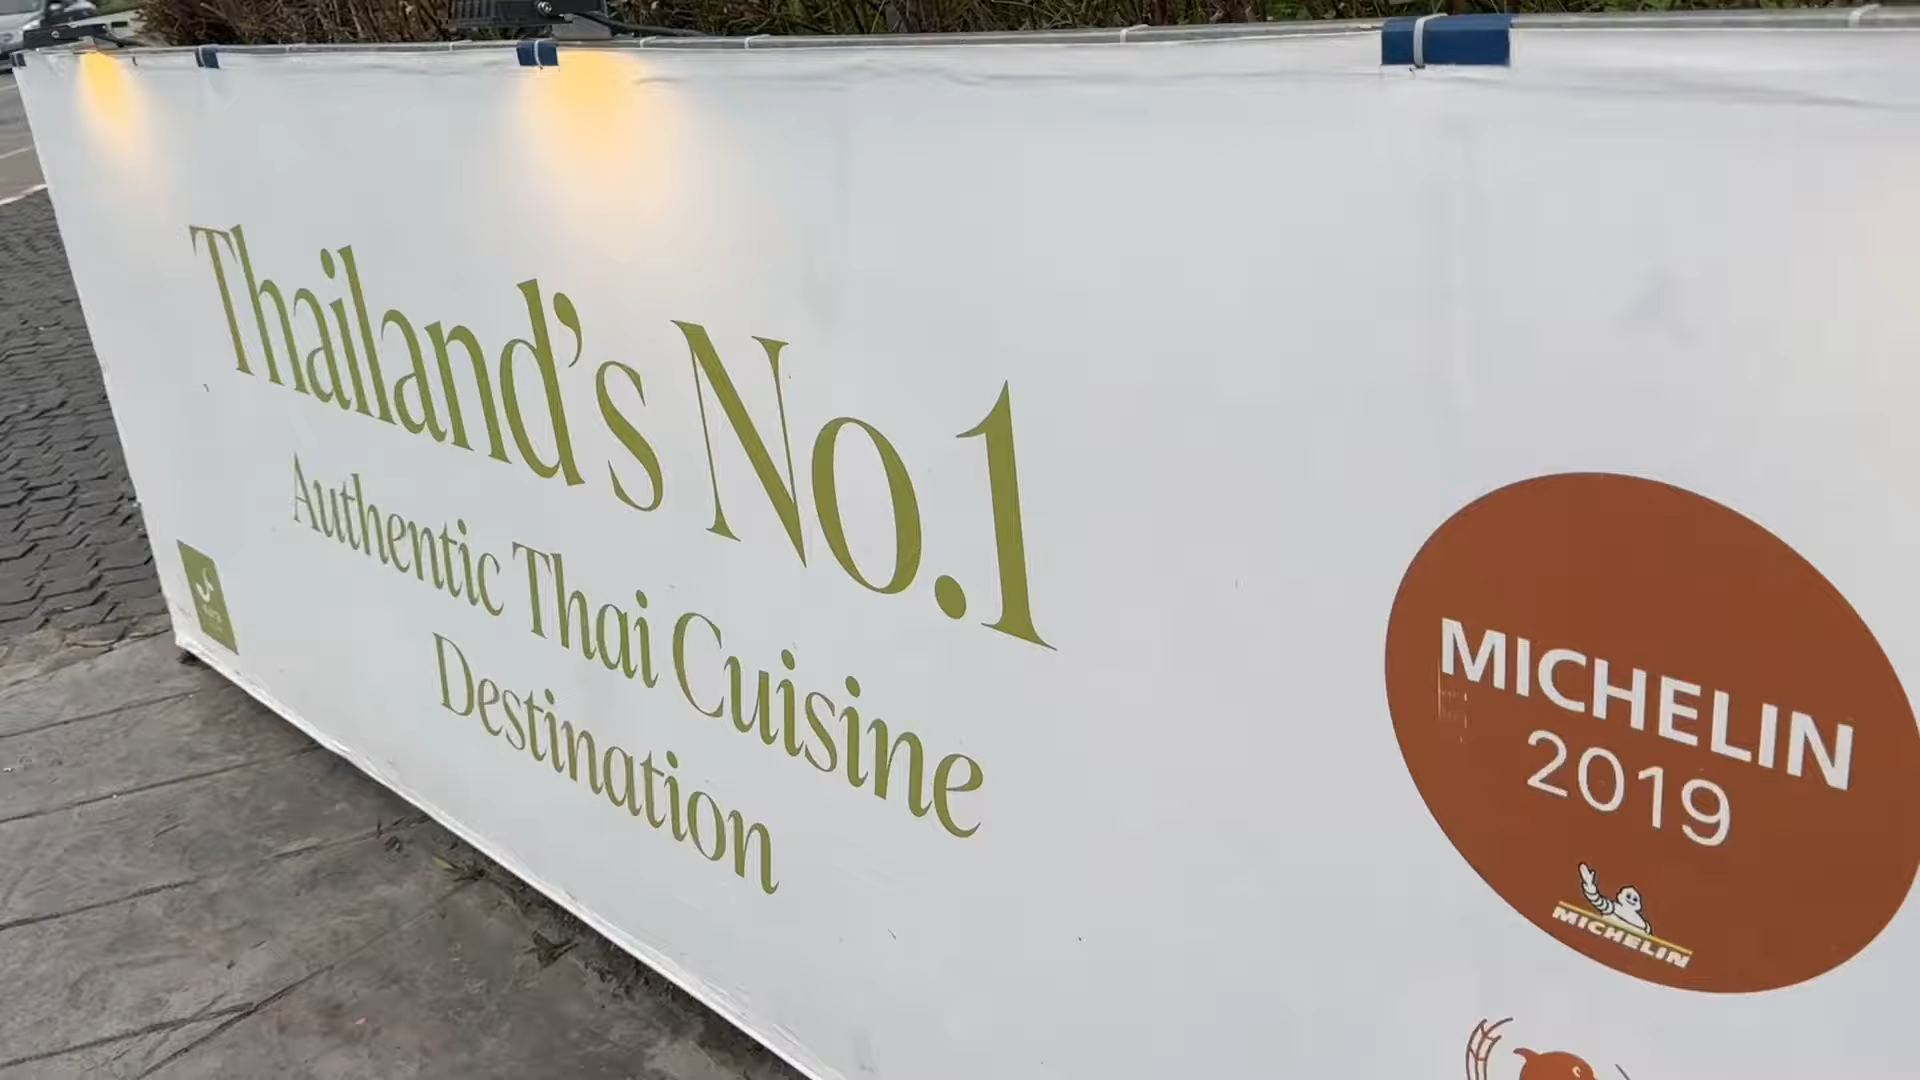 Thailand's No.1
Authentic Thai Cuisine
Destination
MICHELIN
2019
MICHELIN